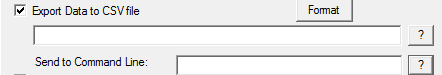 Export Data to CSV file Format
?
Send to Command Line: ?